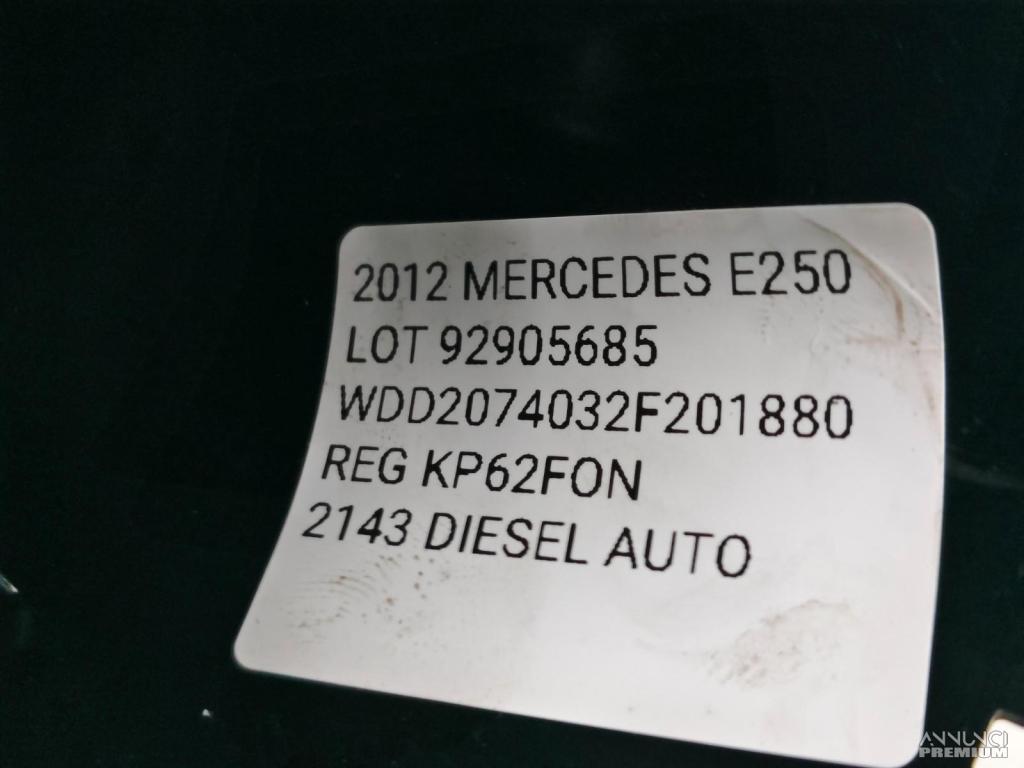 2012 MERCEDES E250
LOT 92905685
WDD2074032F201880
REG KP62FON
2143 DIESEL AUTO
ANNUNCI
PREMIUM